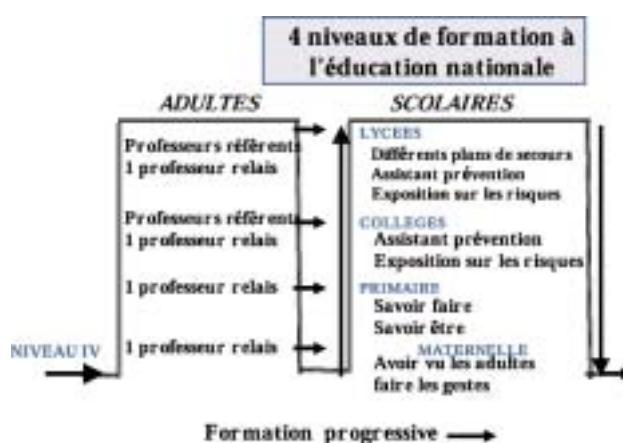 4 niveaux de formation à
l'éducation nationale
ADULTES
SCOLAIRES
Professeurs référents
1 professeur relais
Professeurs référents
1 professeur relais
1 professeur relais
1 professeur relais
NIVEAU IV
LYCEES
Différents plans de secours
Assistant prévention
Exposition sur les risques
COLLEGES
Assistant prévention
Exposition sur les risques
PRIMAIRE
Savoir faire
Savoir être
MATERNELLE
Avoir vu les adultes
faire les gestes
Formation progressive